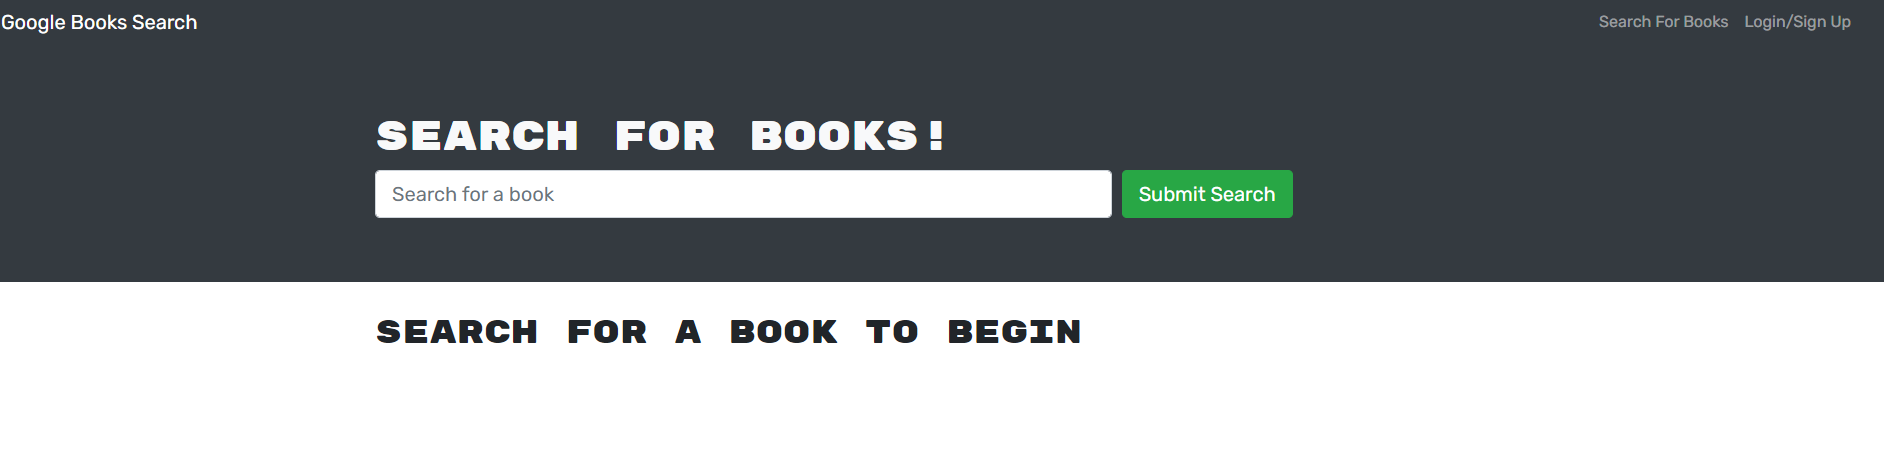 Google Books Search
Search For Books
Login/Sign Up
SEARCH FOR BOOKS!
Search for a book
Submit Search
SEARCH FOR A BOOK TO BEGIN